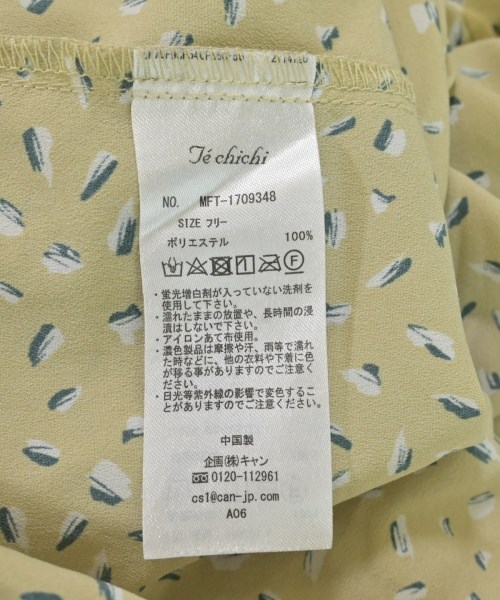 Té chichi
NO. MFT-1709348
SIZE フリー
ポリエステル 100%
・蛍光増白剤が入っていない洗剤を
使用して下さい。
・濡れたままの放置や、長時間の浸
漬はしないで下さい。
・アイロンあて布使用。
・濃色製品は摩擦や汗、雨等で濡れ
た時などに、他の衣料や下着に色
が移る事がありますのでご注意く
ださい。
・日光等紫外線の影響で変色するこ
とがありますのでご注意ください。
中国製
企画(株)キャン
0120-112961
cs1@can-jp.com
A06